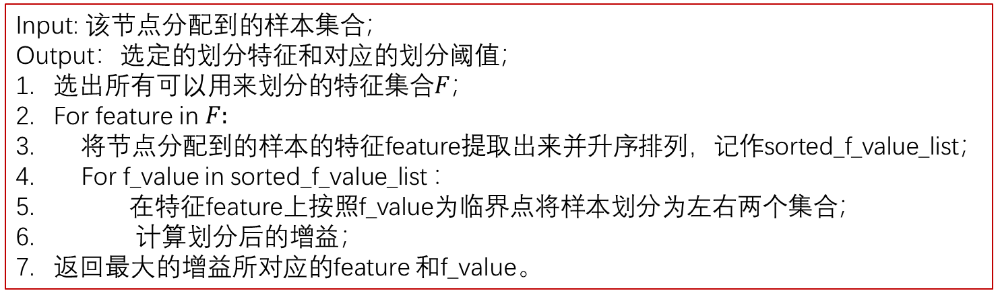 Input: 该节点分配到的样本集合;
Output： 选定的划分特征和对应的划分阈值;
1. 选出所有可以用来划分的特征集合F;
2. For feature in F:
3. 将节点分配到的样本的特征feature提取出来并升序排列，记作sorted_f_value_list;
4. For f_value in sorted_f_value_list：
5. 在特征feature上按照f_value为临界点将样本划分为左右两个集合;
6. 计算划分后的增益;
7. 返回最大的增益所对应的feature 和f_value。